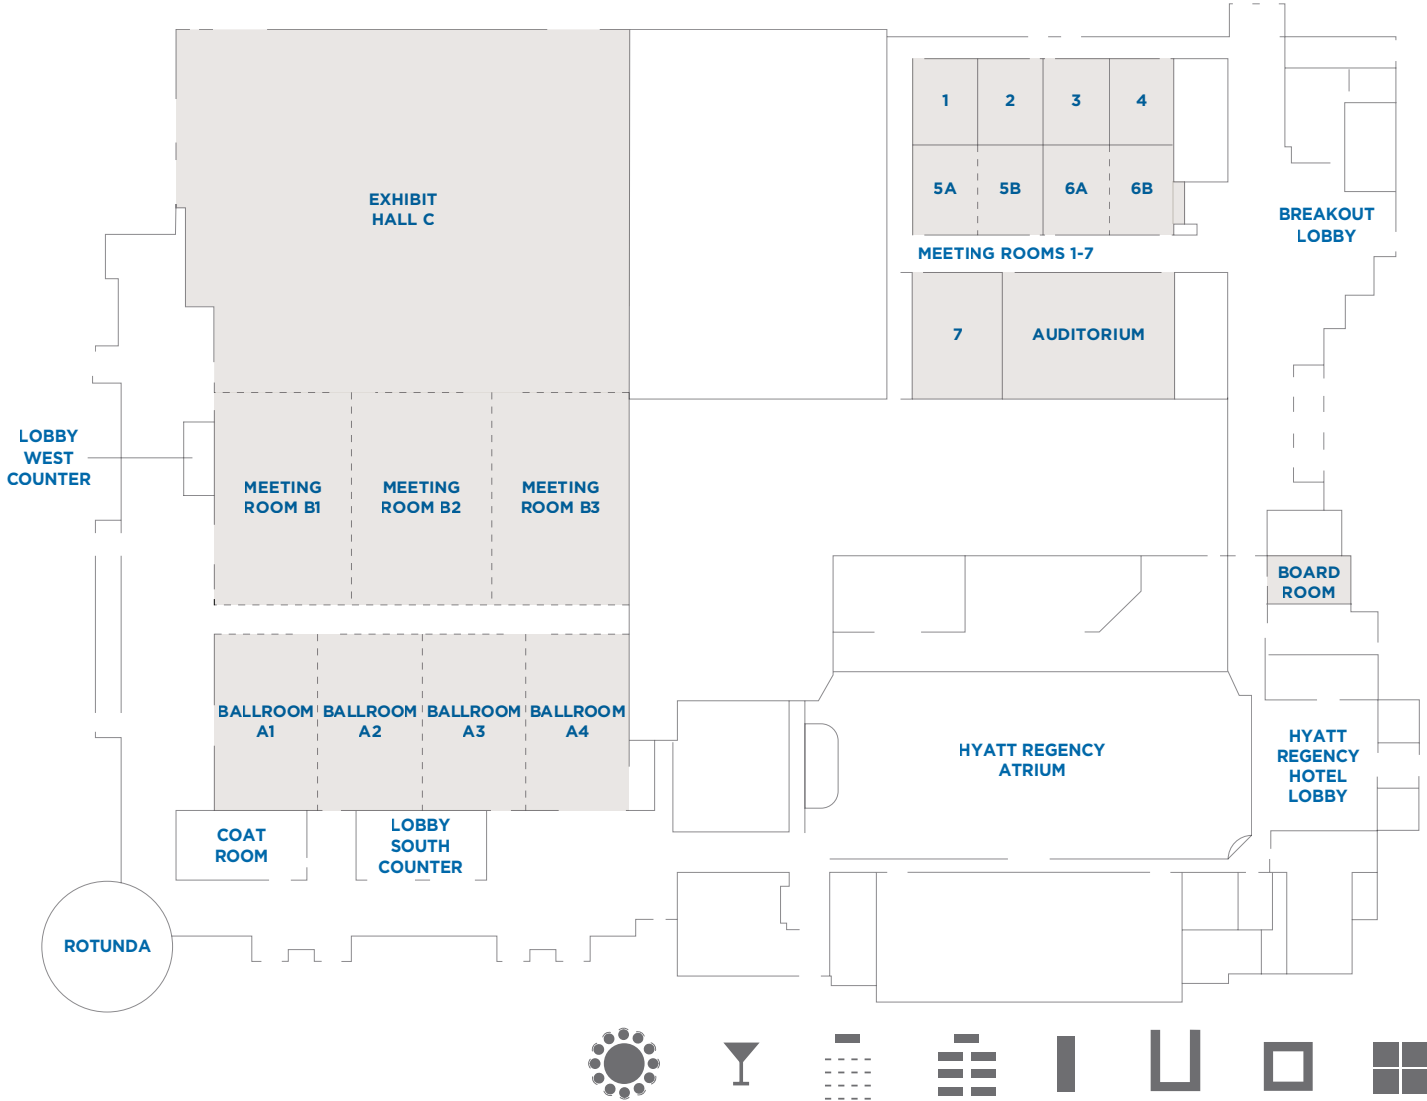 1
2
3
4
5A
5B
6A
6B
EXHIBIT
HALL C
BREAKOUT
LOBBY
MEETING ROOMS 1-7
7
AUDITORIUM
LOBBY
WEST
COUNTER
MEETING
ROOM B1
MEETING
ROOM B2
MEETING
ROOM B3
BOARD
ROOM
BALLROOM
A1
BALLROOM
A2
BALLROOM
A3
BALLROOM
A4
HYATT REGENCY
ATRIUM
HYATT
REGENCY
HOTEL
LOBBY
COAT
ROOM
LOBBY
SOUTH
COUNTER
ROTUNDA